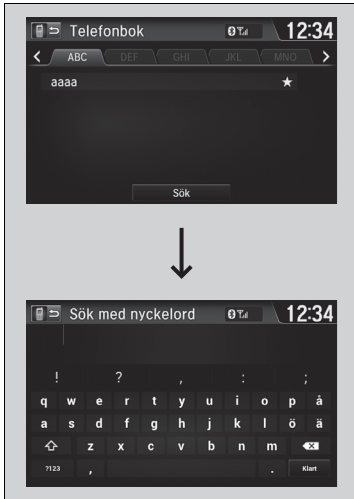 Telefonbok 12:34
ABC DEF GHI JKL MNO
aaaa ★
Sök
Sök med nyckelord 12:34
! ? , : ;
q w e r t y u i o p å
a s d f g h j k l ö ä
z x c v b n m
?123 , . Klart